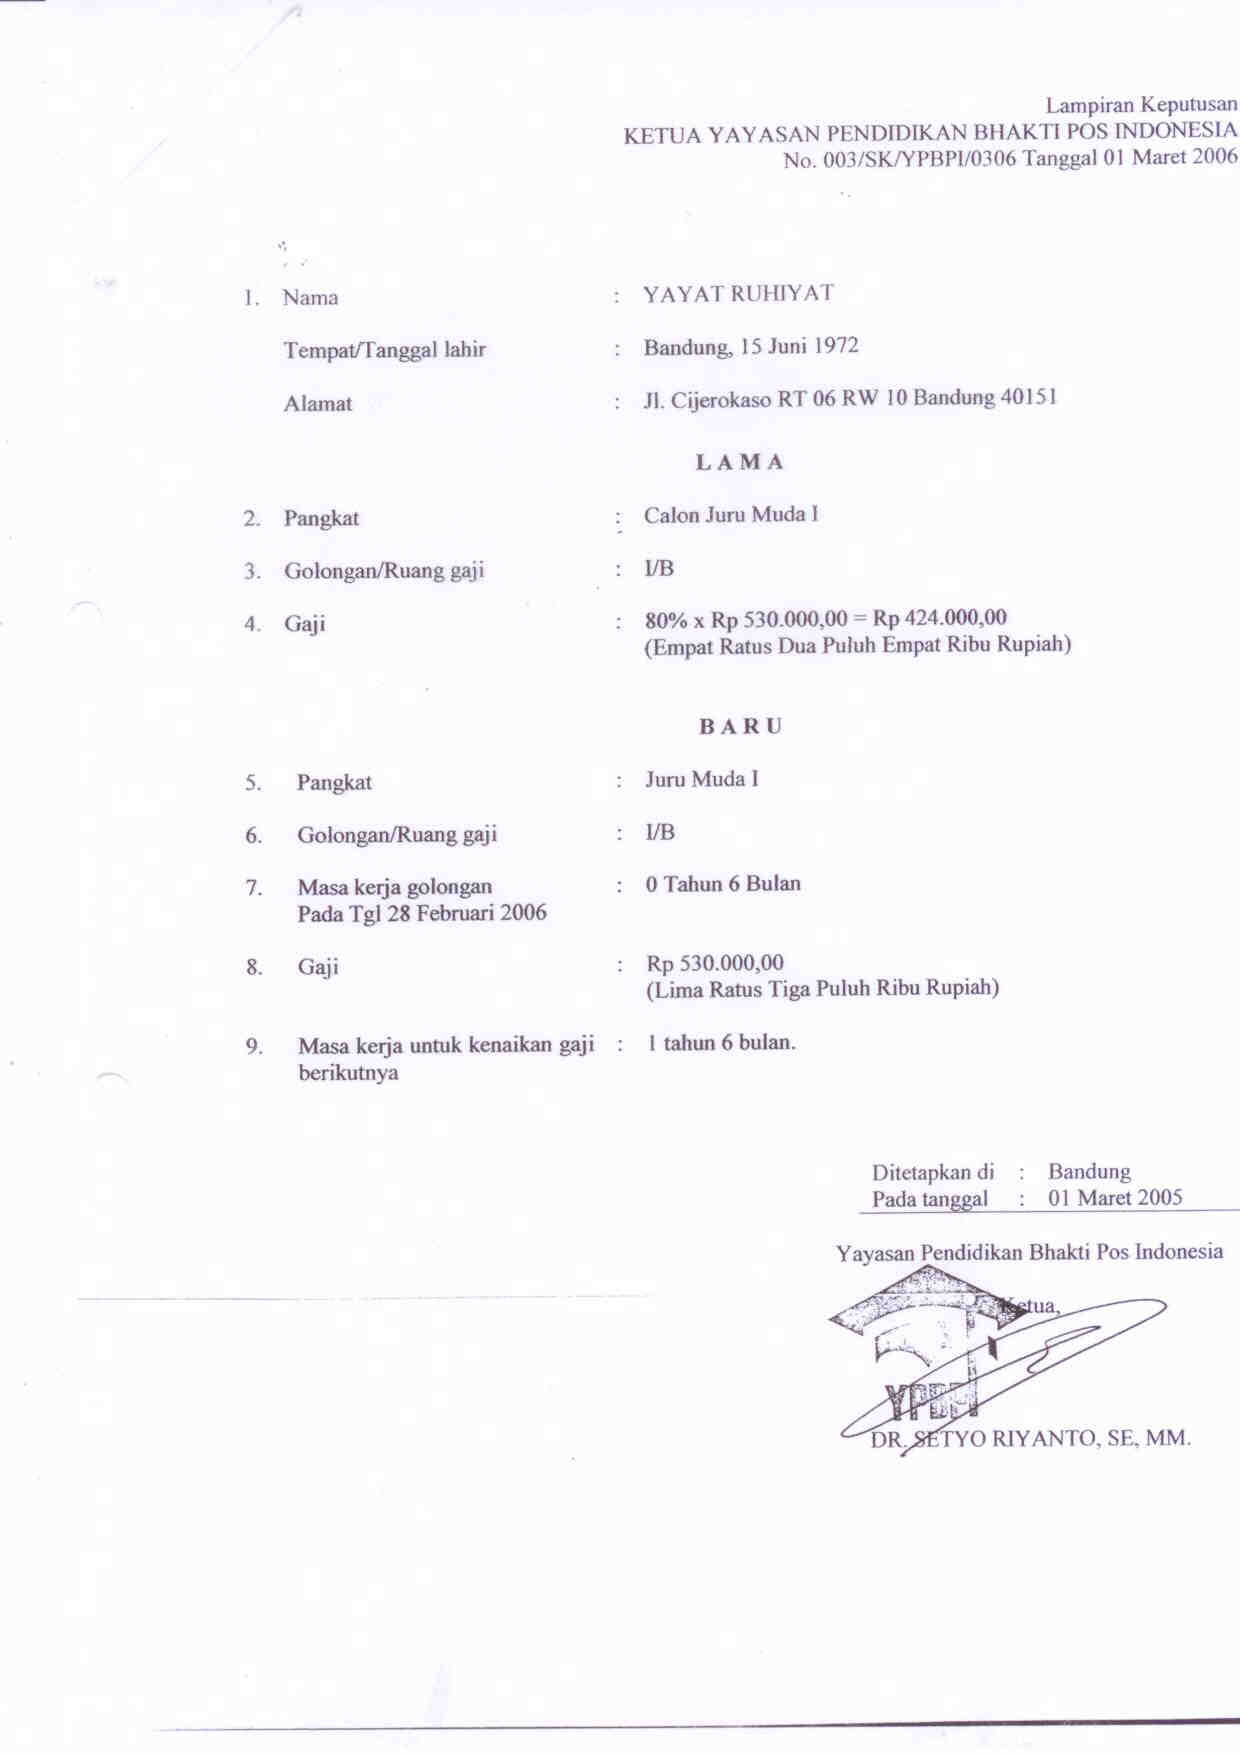 Lampiran Keputusan
KETUA YAYASAN PENDIDIKAN BHAKTI POS INDONESIA
No. 003/SK/YPBPI/0306 Tanggal 01 Maret 2006
1. Nama : YAYAT RUHIYAT
Tempat/Tanggal lahir : Bandung, 15 Juni 1972
Alamat : Jl. Cijerokaso RT 06 RW 10 Bandung 40151
L A M A
2. Pangkat : Calon Juru Muda I
3. Golongan/Ruang gaji : I/B
4. Gaji : 80% x Rp 530.000,00 = Rp 424.000,00
(Empat Ratus Dua Puluh Empat Ribu Rupiah)
B A R U
5. Pangkat : Juru Muda I
6. Golongan/Ruang gaji : I/B
7. Masa kerja golongan : 0 Tahun 6 Bulan
Pada Tgl 28 Februari 2006
8. Gaji : Rp 530.000,00
(Lima Ratus Tiga Puluh Ribu Rupiah)
9. Masa kerja untuk kenaikan gaji : 1 tahun 6 bulan.
berikutnya
Ditetapkan di : Bandung
Pada tanggal : 01 Maret 2005
Yayasan Pendidikan Bhakti Pos Indonesia
Ketua,
YPBPI
DR. SETYO RIYANTO, SE, MM.